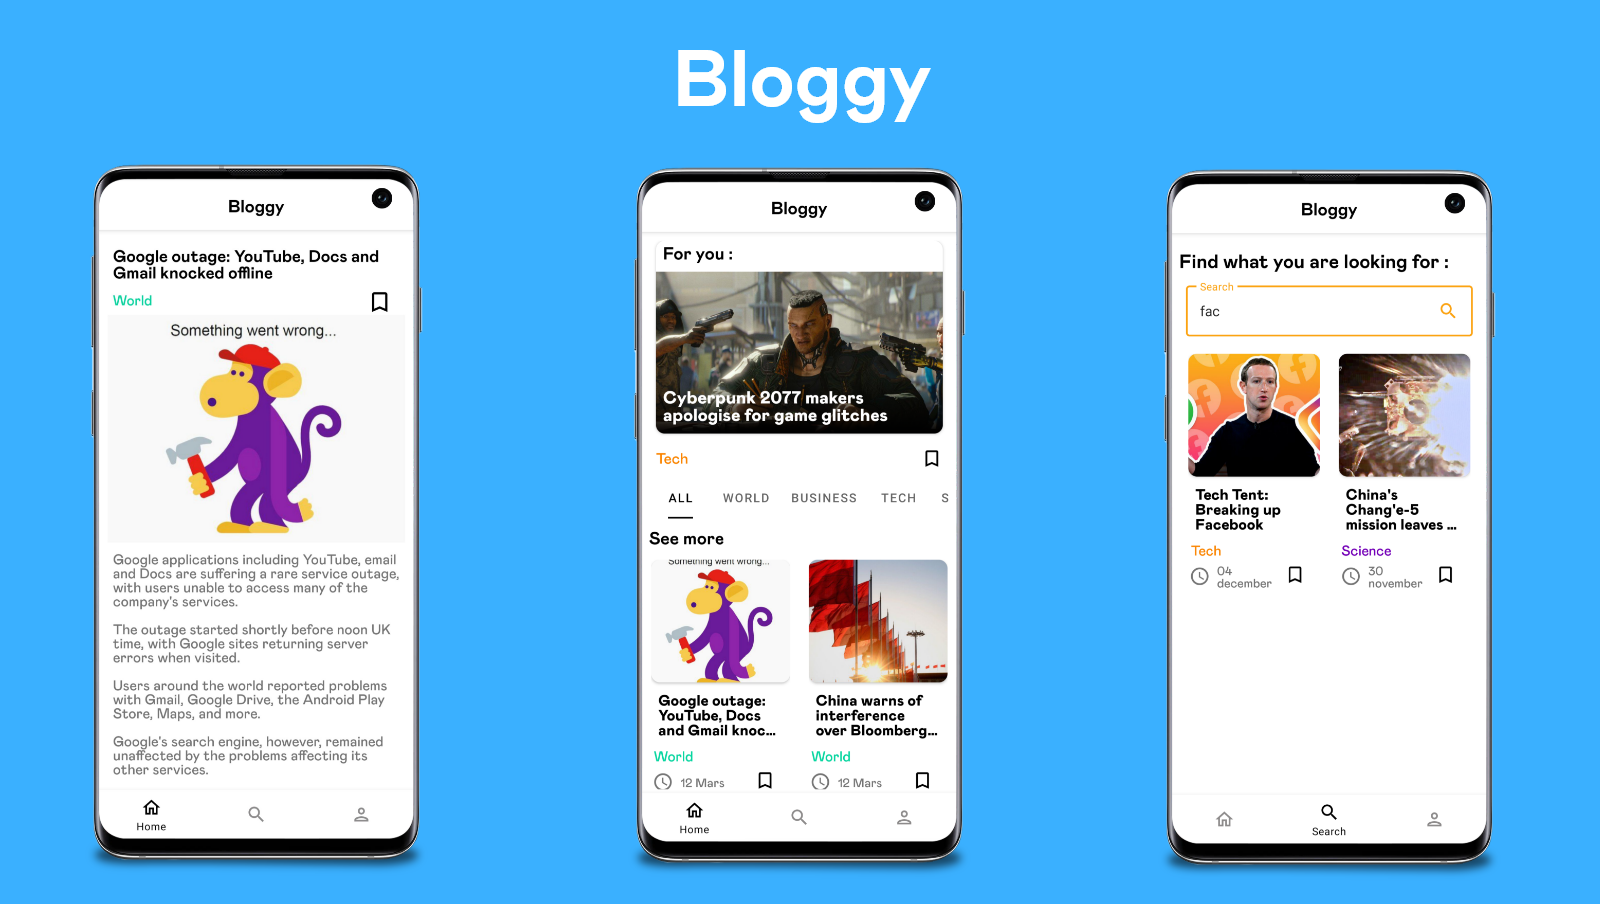 Bloggy
Bloggy
Google outage: YouTube, Docs and
Gmail knocked offline
World
Something went wrong...
Google applications including YouTube, email
and Docs are suffering a rare service outage,
with users unable to access many of the
company's services.
The outage started shortly before noon UK
time, with Google sites returning server
errors when visited.
Users around the world reported problems
with Gmail, Google Drive, the Android Play
Store, Maps, and more.
Google's search engine, however, remained
unaffected by the problems affecting its
other services.
Home
Bloggy
For you :
Cyberpunk 2077 makers
apologise for game glitches
Tech
ALL WORLD BUSINESS TECH S
See more
Something went wrong...
Google outage:
YouTube, Docs
and Gmail knoc...
World
12 Mars
China warns of
interference
over Bloomberg...
World
12 Mars
Home
Bloggy
Find what you are looking for :
Search
fac
Tech Tent:
Breaking up
Facebook
Tech
04
december
China's
Chang'e-5
mission leaves ...
Science
30
november
Search